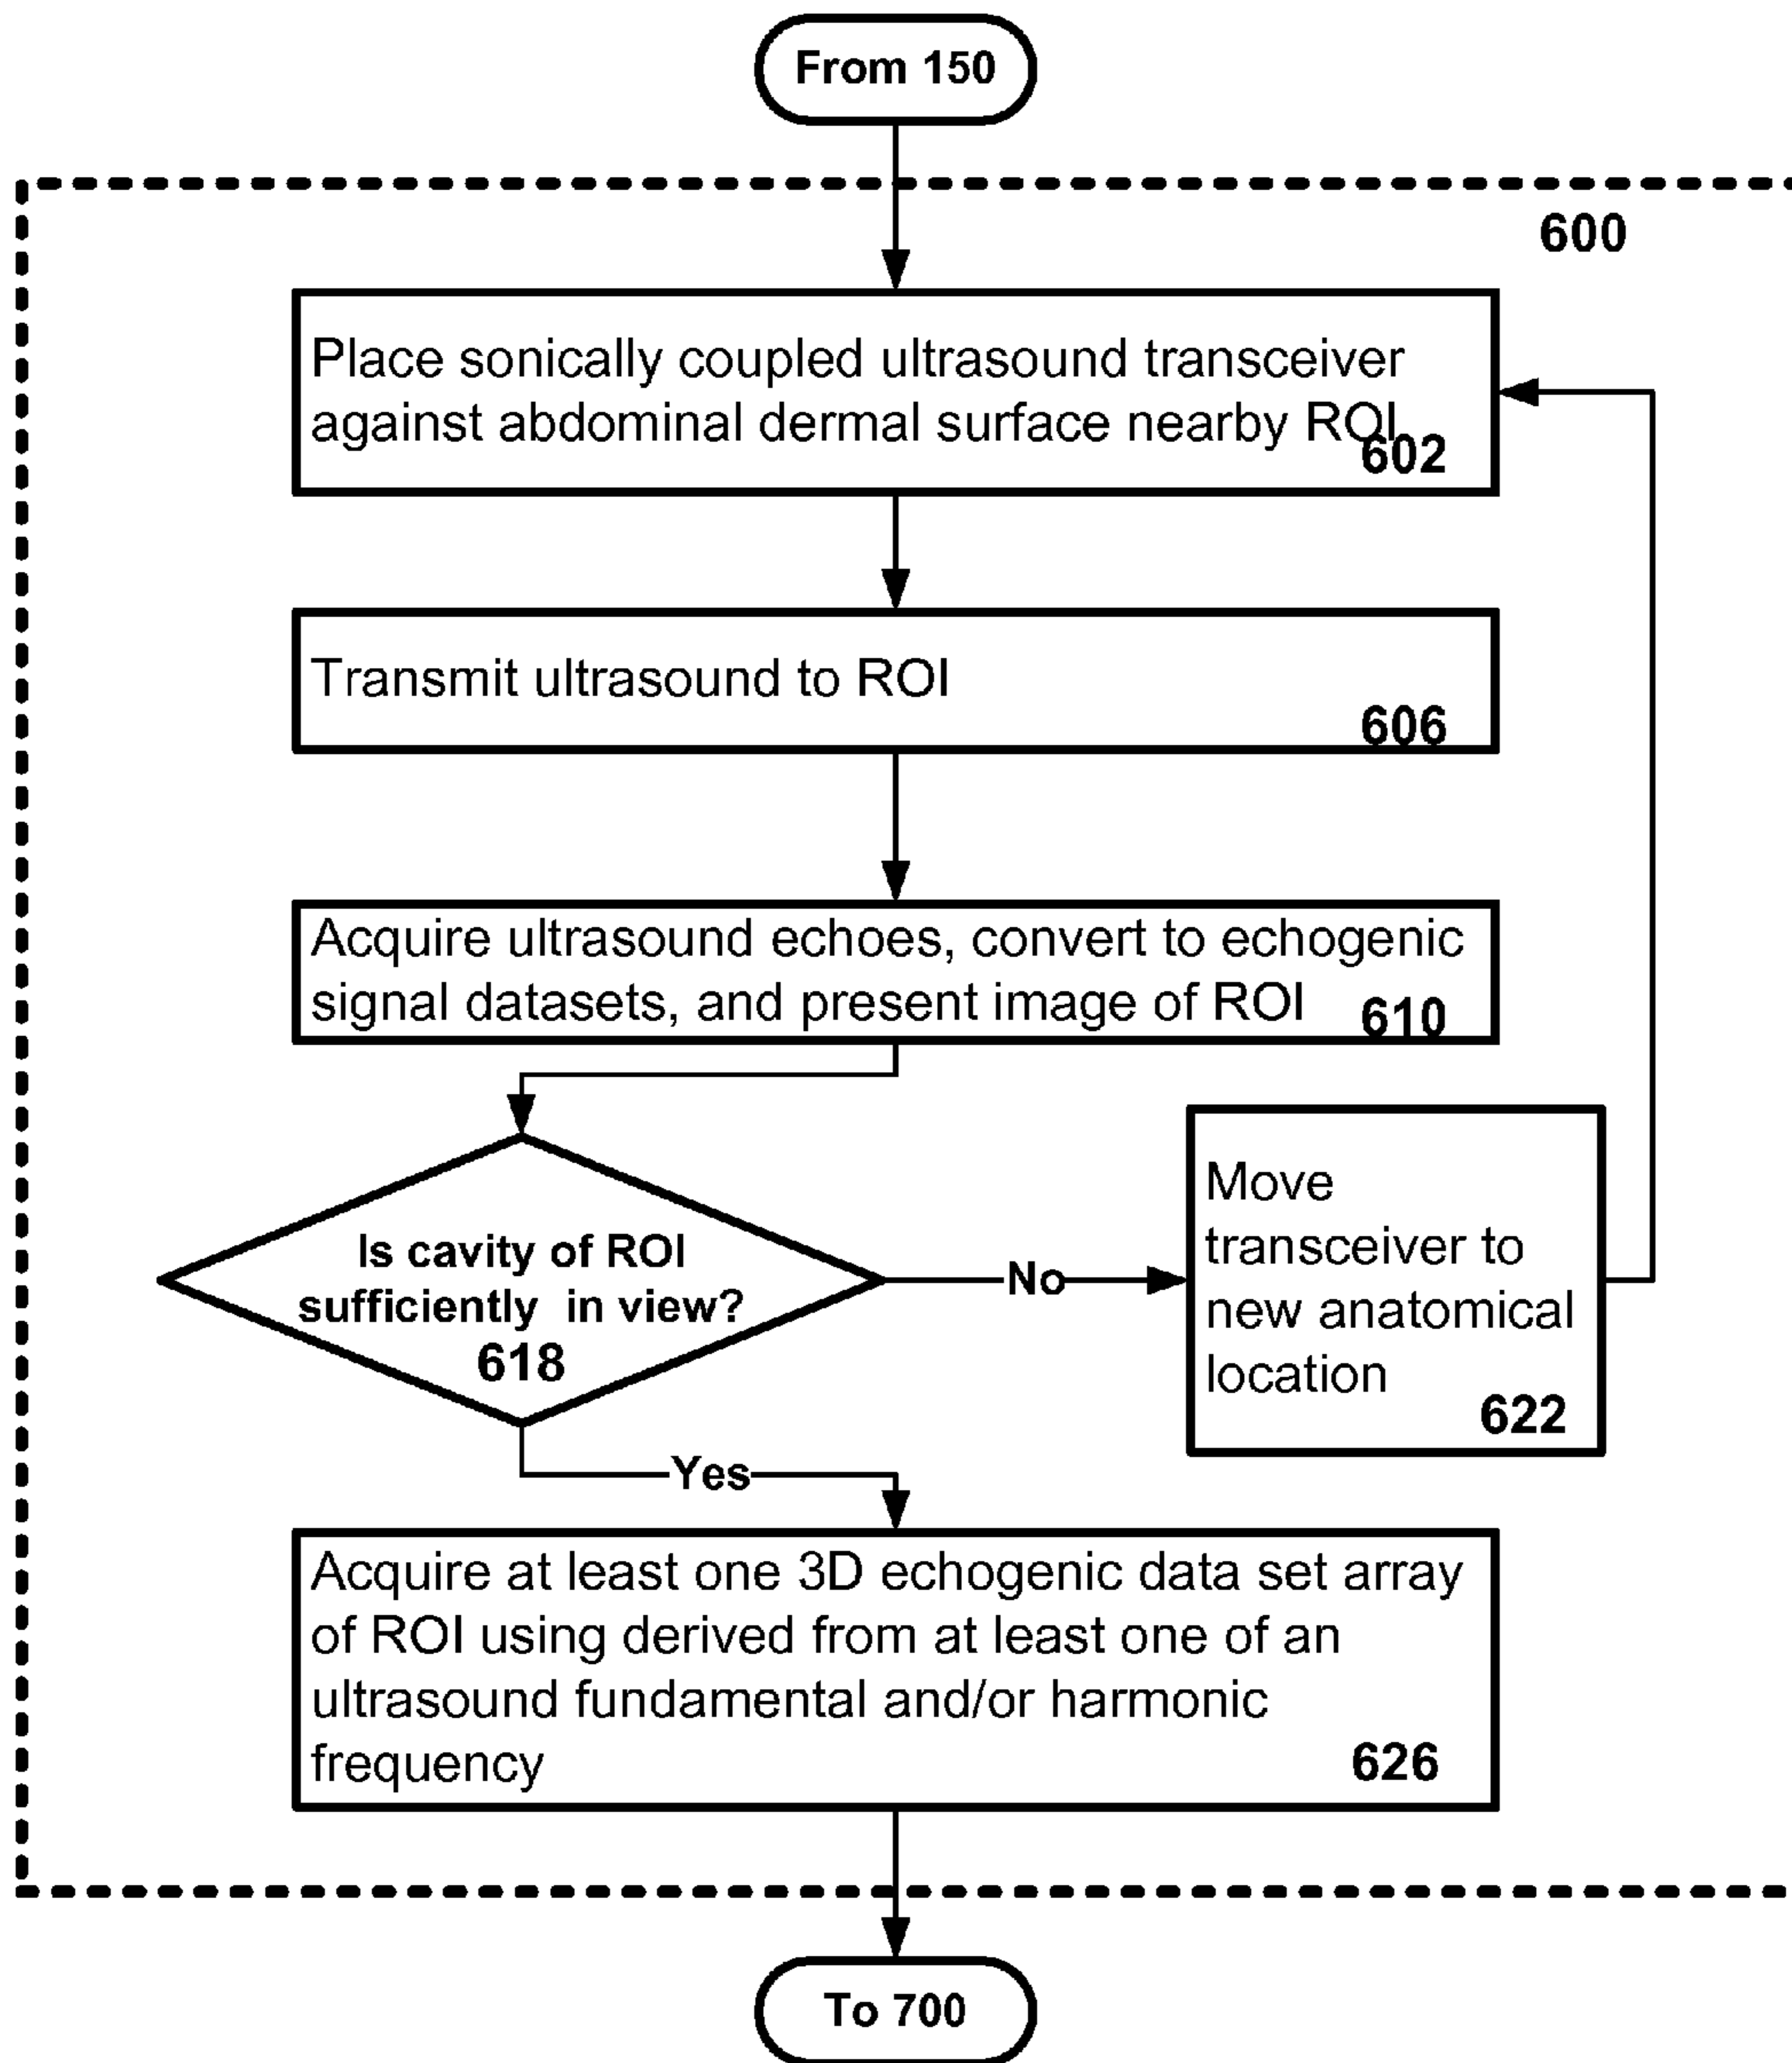 From 150
600
Place sonically coupled ultrasound transceiver
against abdominal dermal surface nearby ROI
602
Transmit ultrasound to ROI
606
Acquire ultrasound echoes, convert to echogenic
signal datasets, and present image of ROI
610
Is cavity of ROI
sufficiently in view?
618
No
Move
transceiver to
new anatomical
location
622
Yes
Acquire at least one 3D echogenic data set array
of ROI using derived from at least one of an
ultrasound fundamental and/or harmonic
frequency
626
To 700